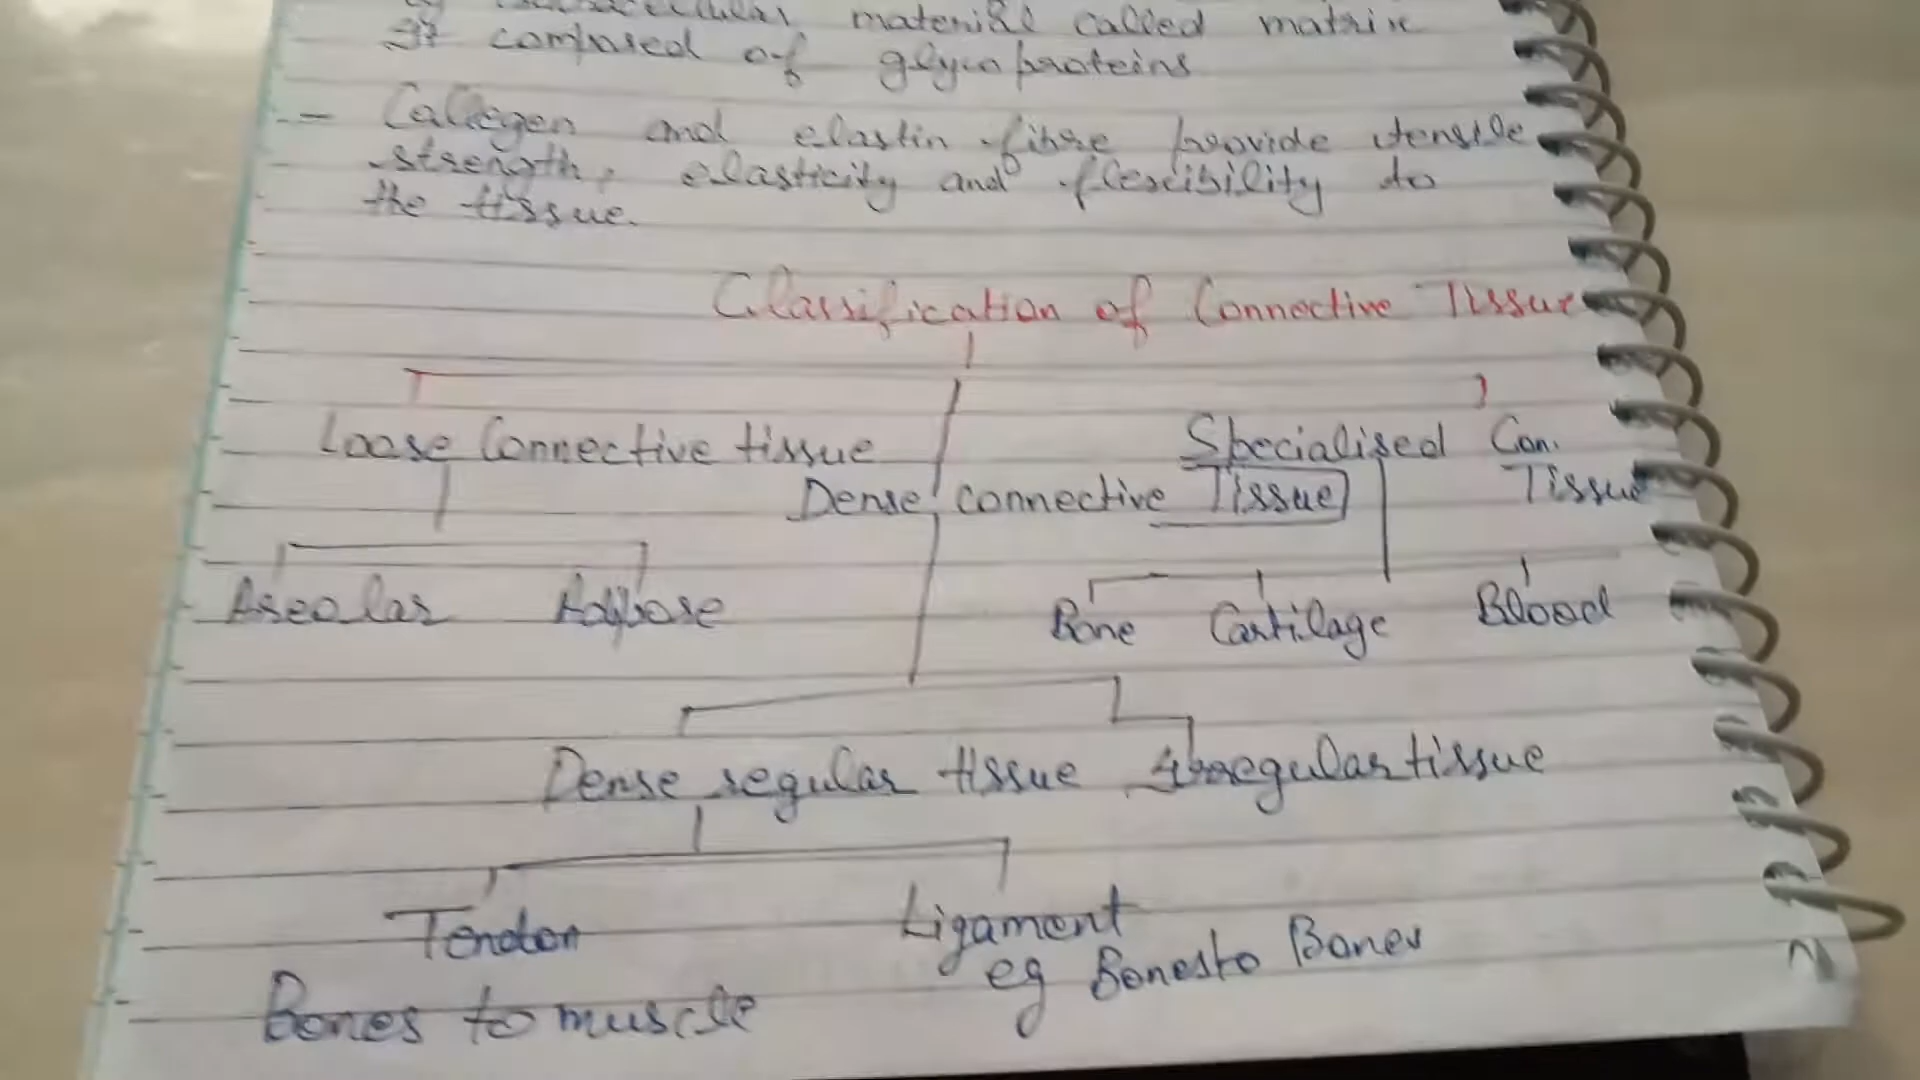 material called matrix
It composed of glycoproteins
- Collegen and elastin fibre provide tensile
strength, elasticity and flexibility to
the tissue.
Classification of Connective Tissue
Loose Connective tissue
Specialised Con.
Tissue
Dense connective Tissue
Areolar Adipose
Bone Cartilage Blood
Dense regular tissue Irregular tissue
Tendon Ligament
eg Bones to Bones
Bones to muscle